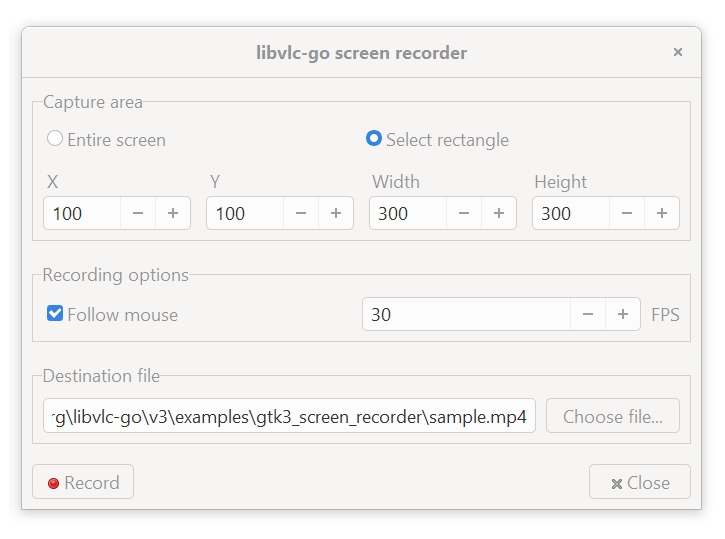 libvlc-go screen recorder
Capture area
Entire screen Select rectangle
X Y Width Height
100 100 300 300
Recording options
Follow mouse 30 FPS
Destination file
rg\libvlc-go\v3\examples\gtk3_screen_recorder\sample.mp4 Choose file...
Record Close